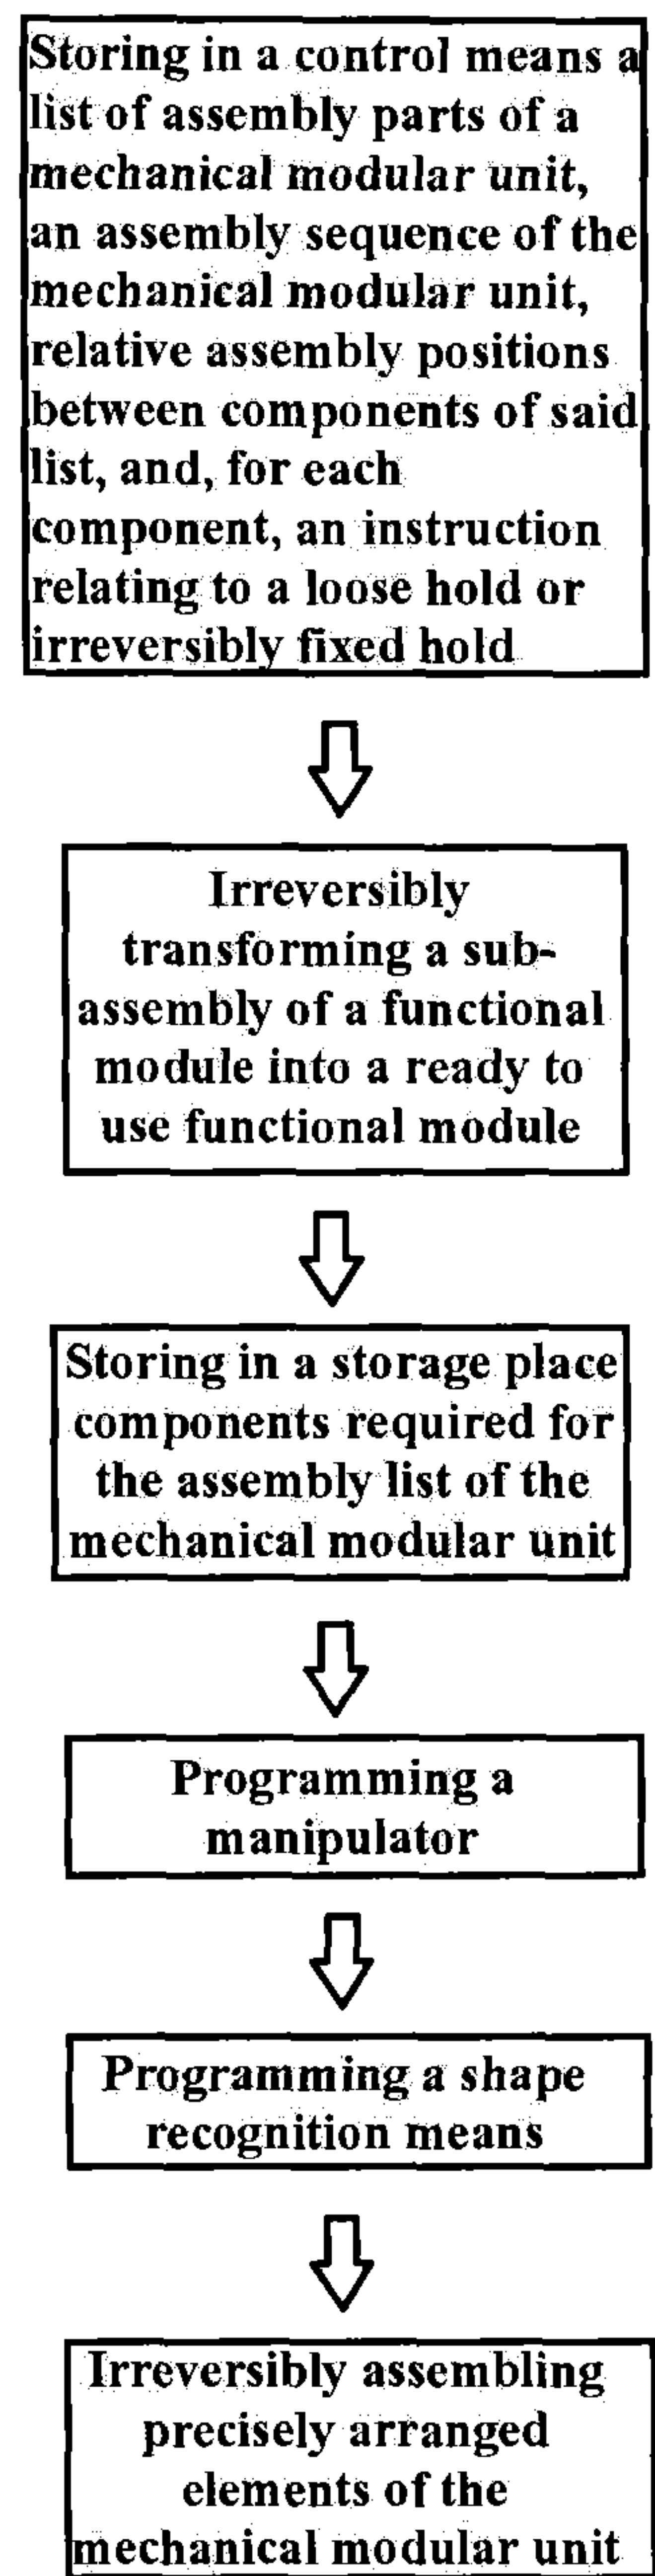 Storing in a control means a
list of assembly parts of a
mechanical modular unit,
an assembly sequence of the
mechanical modular unit,
relative assembly positions
between components of said
list, and, for each
component, an instruction
relating to a loose hold or
irreversibly fixed hold
Irreversibly
transforming a sub-
assembly of a functional
module into a ready to
use functional module
Storing in a storage place
components required for
the assembly list of the
mechanical modular unit
Programming a
manipulator
Programming a shape
recognition means
Irreversibly assembling
precisely arranged
elements of the
mechanical modular unit